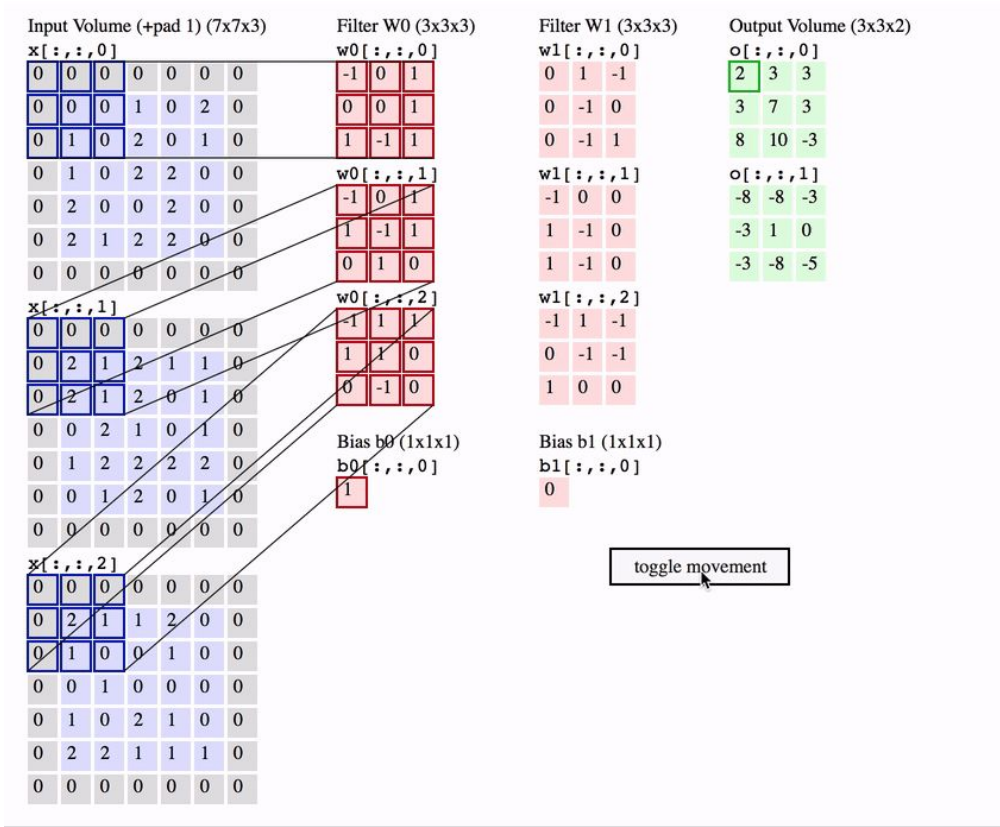 Input Volume (+pad 1) (7x7x3)
x[:,:,0]
0 0 0 0 0 0 0
0 0 0 1 0 2 0
0 1 0 2 0 1 0
0 1 0 2 2 0 0
0 2 0 0 2 0 0
0 2 1 2 2 0 0
0 0 0 0 0 0 0
x[:,:,1]
0 0 0 0 0 0 0
0 2 1 2 1 1 0
0 2 1 2 0 1 0
0 0 2 1 0 1 0
0 1 2 2 2 2 0
0 0 1 2 0 1 0
0 0 0 0 0 0 0
x[:,:,2]
0 0 0 0 0 0 0
0 2 1 1 2 0 0
0 1 0 0 1 0 0
0 0 1 0 0 0 0
0 1 0 2 1 0 0
0 2 2 1 1 1 0
0 0 0 0 0 0 0
Filter W0 (3x3x3)
w0[:,:,0]
-1 0 1
0 0 1
1 -1 1
w0[:,:,1]
-1 0 1
1 -1 1
0 1 0
w0[:,:,2]
-1 1 1
1 1 0
0 -1 0
Bias b0 (1x1x1)
b0[:,:,0]
1
Filter W1 (3x3x3)
w1[:,:,0]
0 1 -1
0 -1 0
0 -1 1
w1[:,:,1]
-1 0 0
1 -1 0
1 -1 0
w1[:,:,2]
-1 1 -1
0 -1 -1
1 0 0
Bias b1 (1x1x1)
b1[:,:,0]
0
Output Volume (3x3x2)
o[:,:,0]
2 3 3
3 7 3
8 10 -3
o[:,:,1]
-8 -8 -3
-3 1 0
-3 -8 -5
toggle movement